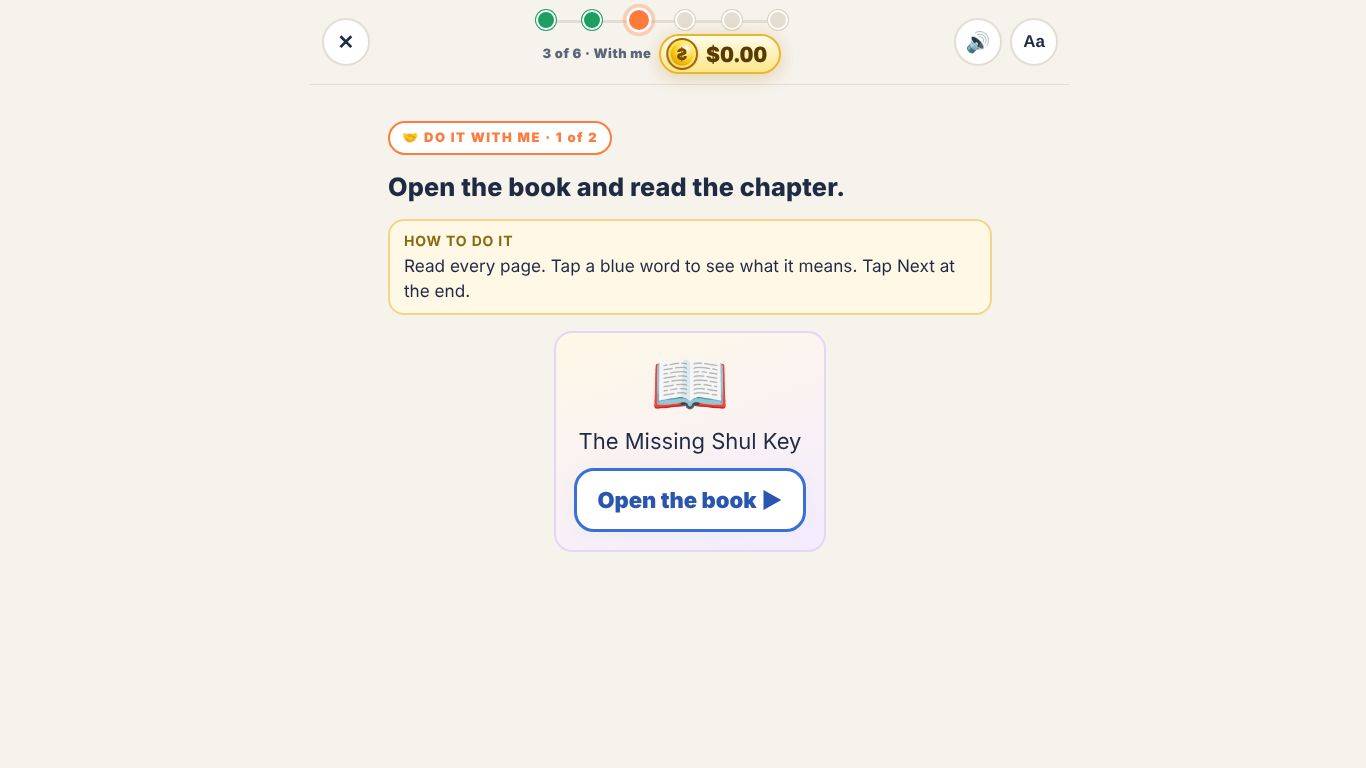 ✕
3 of 6 · With me
$0.00
Aa
🤝 DO IT WITH ME · 1 of 2
Open the book and read the chapter.
HOW TO DO IT
Read every page. Tap a blue word to see what it means. Tap Next at
the end.
The Missing Shul Key
Open the book ▶